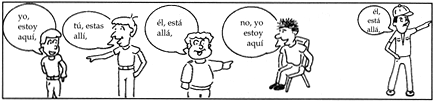 yo,
estoy
aquí,
tú, estas
allí,
él, está
allá,
no, yo
estoy
aquí
él,
está
allá,